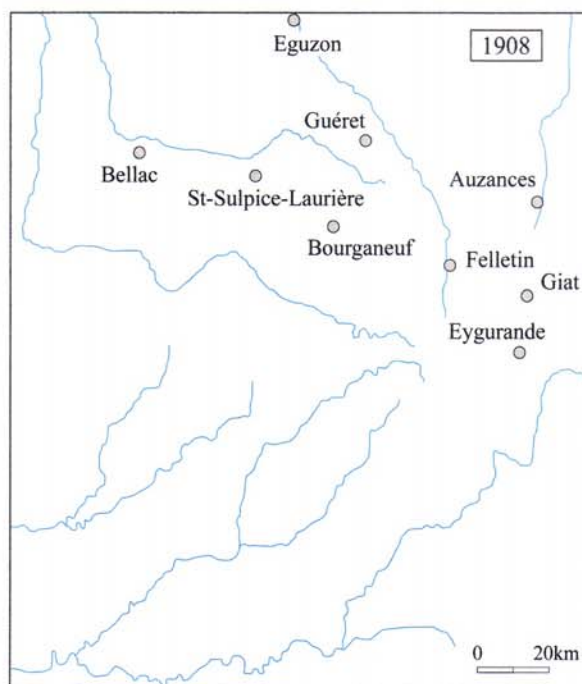 Eguzon
1908
Guéret
Bellac
St-Sulpice-Laurière
Auzances
Bourganeuf
Felletin
Giat
Eygurande
0 20km